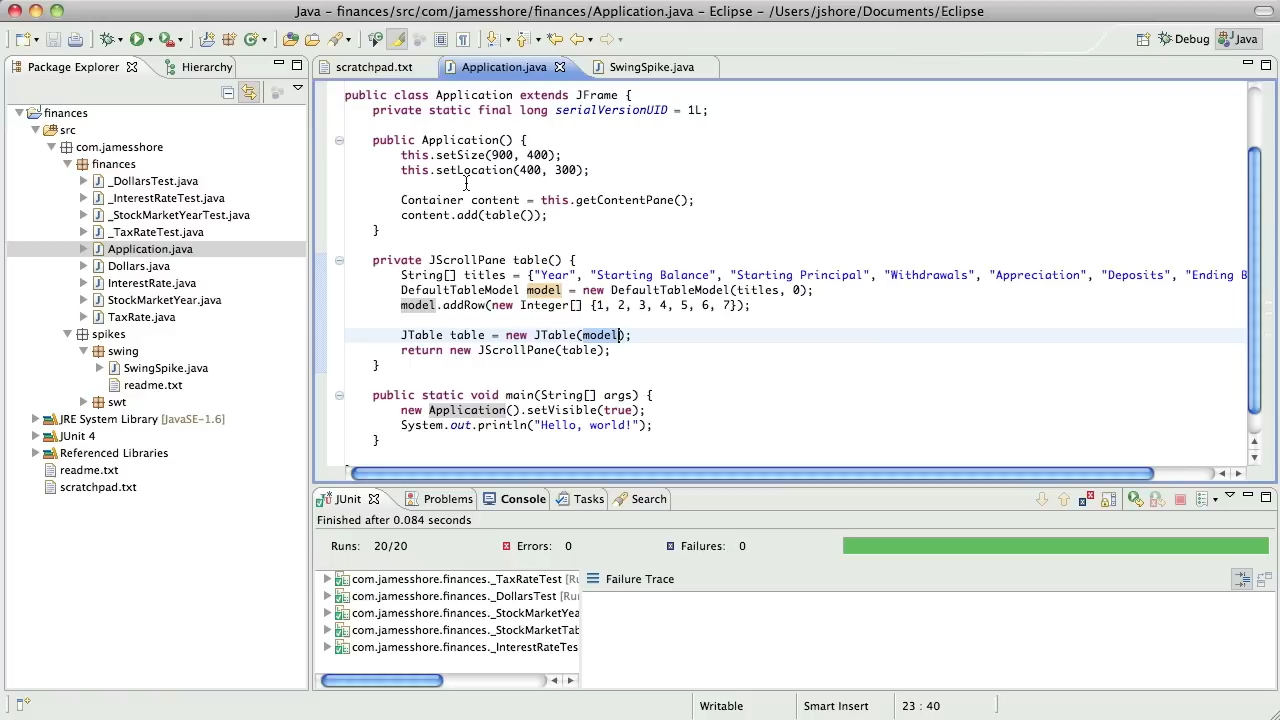 Java – finances/src/com/jamesshore/finances/Application.java – Eclipse – /Users/jshore/Documents/Eclipse
Debug
Java
Package Explorer
Hierarchy
scratchpad.txt
Application.java
SwingSpike.java
finances
src
com.jamesshore
finances
_DollarsTest.java
_InterestRateTest.java
_StockMarketYearTest.java
_TaxRateTest.java
Application.java
Dollars.java
InterestRate.java
StockMarketYear.java
TaxRate.java
spikes
swing
SwingSpike.java
readme.txt
swt
JRE System Library [JavaSE-1.6]
JUnit 4
Referenced Libraries
readme.txt
scratchpad.txt
public class Application extends JFrame {
private static final long serialVersionUID = 1L;
public Application() {
this.setSize(900, 400);
this.setLocation(400, 300);
Container content = this.getContentPane();
content.add(table());
}
private JScrollPane table() {
String[] titles = {"Year", "Starting Balance", "Starting Principal", "Withdrawals", "Appreciation", "Deposits", "Ending B
DefaultTableModel model = new DefaultTableModel(titles, 0);
model.addRow(new Integer[] {1, 2, 3, 4, 5, 6, 7});
JTable table = new JTable(model);
return new JScrollPane(table);
}
public static void main(String[] args) {
new Application().setVisible(true);
System.out.println("Hello, world!");
}
JUnit
Problems
Console
Tasks
Search
Finished after 0.084 seconds
Runs: 20/20
Errors: 0
Failures: 0
com.jamesshore.finances._TaxRateTest [Ru
com.jamesshore.finances._DollarsTest [Ru
com.jamesshore.finances._StockMarketYea
com.jamesshore.finances._StockMarketTab
com.jamesshore.finances._InterestRateTes
Failure Trace
Writable
Smart Insert
23 : 40